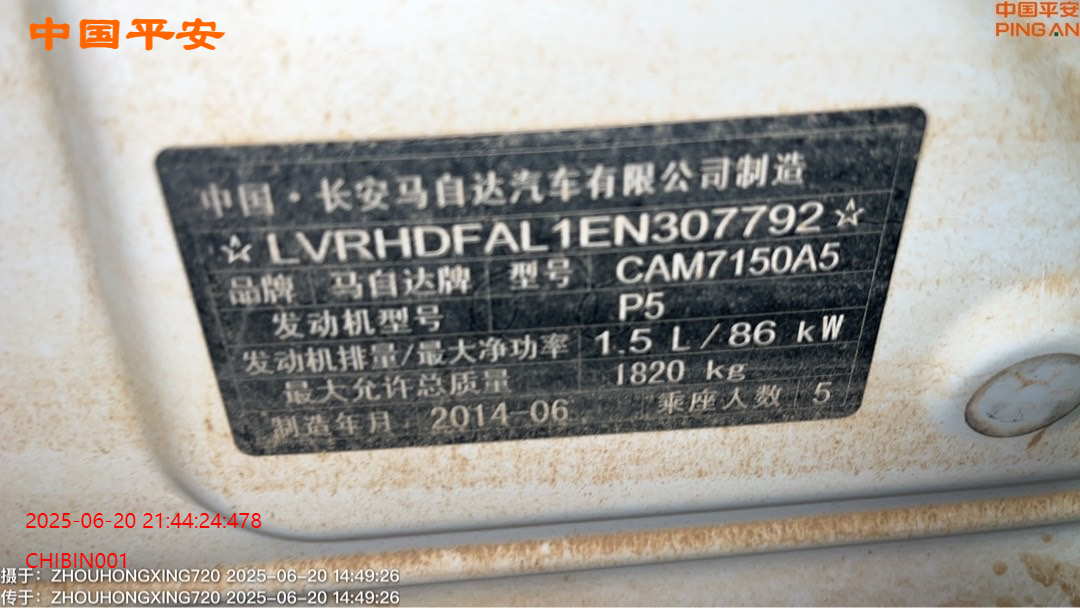 中国平安
中国平安
PING AN
中国·长安马自达汽车有限公司制造
☆LVRHDFAL1EN307792☆
品牌 马自达牌 型号 CAM7150A5
发动机型号 P5
发动机排量/最大净功率 1.5 L/86 kW
最大允许总质量 1820 kg
制造年月 2014-06 乘座人数 5
2025-06-20 21:44:24:478
CHIBIN001
摄于: ZHOUHONGXING720 2025-06-20 14:49:26
传于: ZHOUHONGXING720 2025-06-20 14:49:26